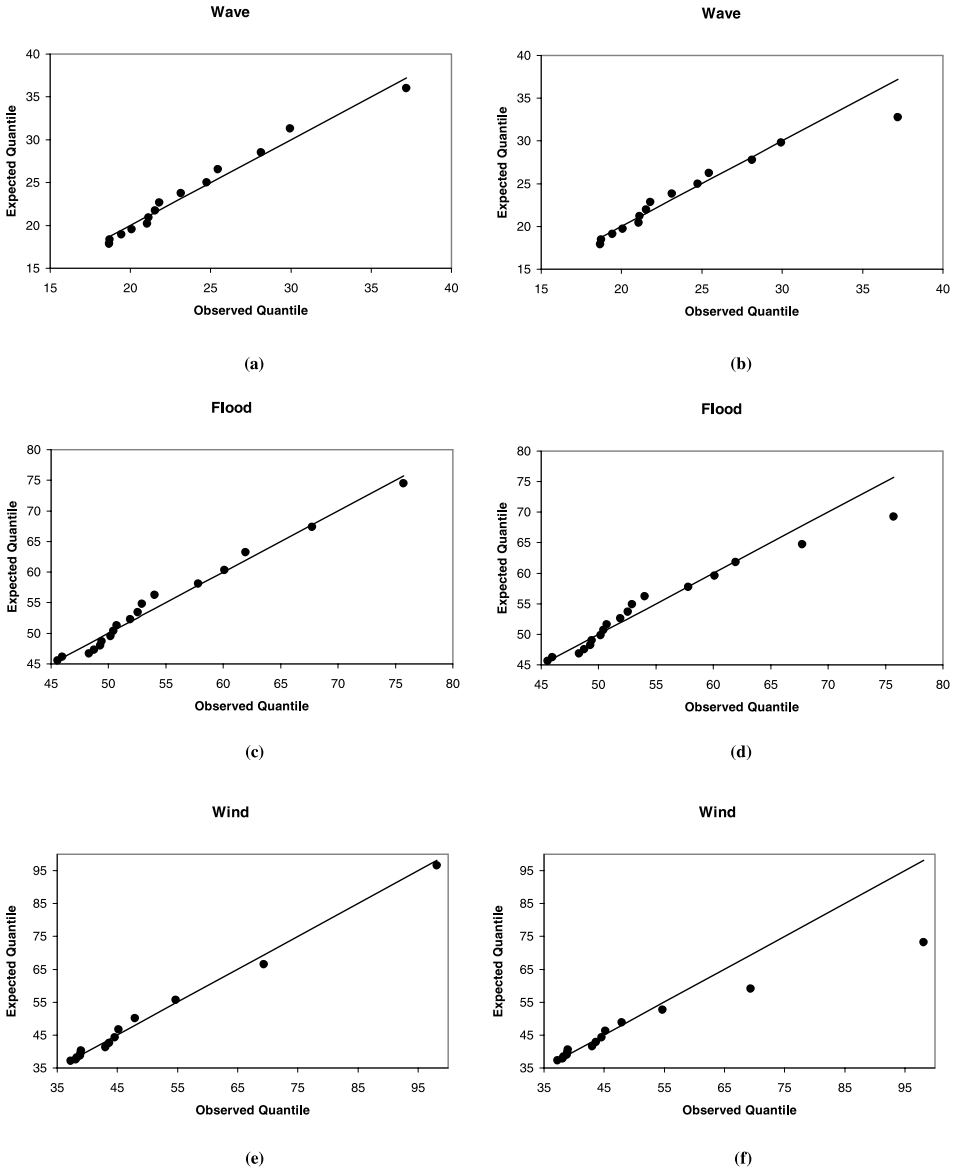 Wave
40
35
30
25
20
15
Expected Quantile
15 20 25 30 35 40
Observed Quantile
(a)
Wave
40
35
30
25
20
15
Expected Quantile
15 20 25 30 35 40
Observed Quantile
(b)
Flood
80
75
70
65
60
55
50
45
Expected Quantile
45 50 55 60 65 70 75 80
Observed Quantile
(c)
Flood
80
75
70
65
60
55
50
45
Expected Quantile
45 50 55 60 65 70 75 80
Observed Quantile
(d)
Wind
95
85
75
65
55
45
35
Expected Quantile
35 45 55 65 75 85 95
Observed Quantile
(e)
Wind
95
85
75
65
55
45
35
Expected Quantile
35 45 55 65 75 85 95
Observed Quantile
(f)